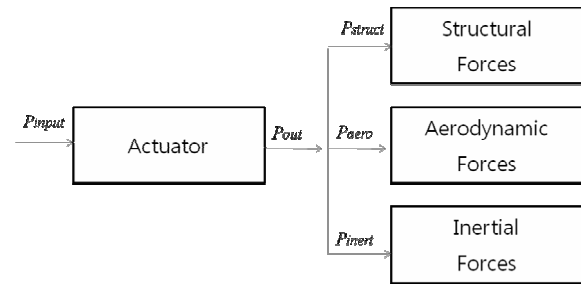 Pstruct
Structural
Forces
Pinput
Actuator
Pout
Paero
Aerodynamic
Forces
Pinert
Inertial
Forces